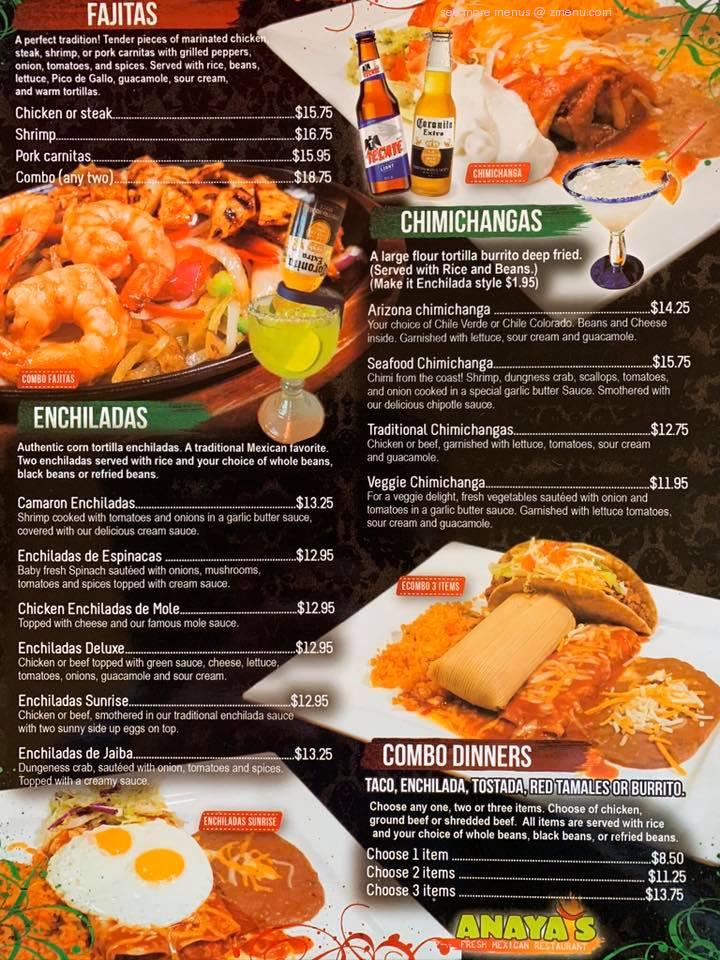 see more menus @ zmenu.com
FAJITAS
A perfect tradition! Tender pieces of marinated chicken,
steak, shrimp, or pork carnitas with grilled peppers,
onion, tomatoes, and spices. Served with rice, beans,
lettuce, Pico de Gallo, guacamole, sour cream,
and warm tortillas.
Chicken or steak $15.75
Shrimp $16.75
Pork carnitas $15.95
Combo (any two) $18.75
COMBO FAJITAS
Coronita
Extra
ENCHILADAS
Authentic corn tortilla enchiladas. A traditional Mexican favorite.
Two enchiladas served with rice and your choice of whole beans,
black beans or refried beans.
Camaron Enchiladas $13.25
Shrimp cooked with tomatoes and onions in a garlic butter sauce,
covered with our delicious cream sauce.
Enchiladas de Espinacas $12.95
Baby fresh Spinach sautéed with onions, mushrooms,
tomatoes and spices topped with cream sauce.
Chicken Enchiladas de Mole $12.95
Topped with cheese and our famous mole sauce.
Enchiladas Deluxe $12.95
Chicken or beef topped with green sauce, cheese, lettuce,
tomatoes, onions, guacamole and sour cream.
Enchiladas Sunrise $12.95
Chicken or beef, smothered in our traditional enchilada sauce
with two sunny side up eggs on top.
Enchiladas de Jaiba $13.25
Dungeness crab, sautéed with onion, tomatoes and spices.
Topped with a creamy sauce.
ENCHILADAS SUNRISE
TECATE
LIGHT
Coronita
Extra
CHIMICHANGA
CHIMICHANGAS
A large flour tortilla burrito deep fried.
(Served with Rice and Beans.)
(Make it Enchilada style $1.95)
Arizona chimichanga $14.25
Your choice of Chile Verde or Chile Colorado. Beans and Cheese
inside. Garnished with lettuce, sour cream and guacamole.
Seafood Chimichanga $15.75
Chimi from the coast! Shrimp, dungness crab, scallops, tomatoes,
and onion cooked in a special garlic butter Sauce. Smothered with
our delicious chipotle sauce.
Traditional Chimichangas $12.75
Chicken or beef, garnished with lettuce, tomatoes, sour cream
and guacamole.
Veggie Chimichanga $11.95
For a veggie delight, fresh vegetables sautéed with onion and
tomatoes in a garlic butter sauce. Garnished with lettuce tomatoes,
sour cream and guacamole.
ECOMBO 3 ITEMS
COMBO DINNERS
TACO, ENCHILADA, TOSTADA, RED TAMALES OR BURRITO.
Choose any one, two or three items. Choose of chicken,
ground beef or shredded beef. All items are served with rice
and your choice of whole beans, black beans, or refried beans.
Choose 1 item $8.50
Choose 2 items $11.25
Choose 3 items $13.75
ANAYA'S
FRESH MEXICAN RESTAURANT